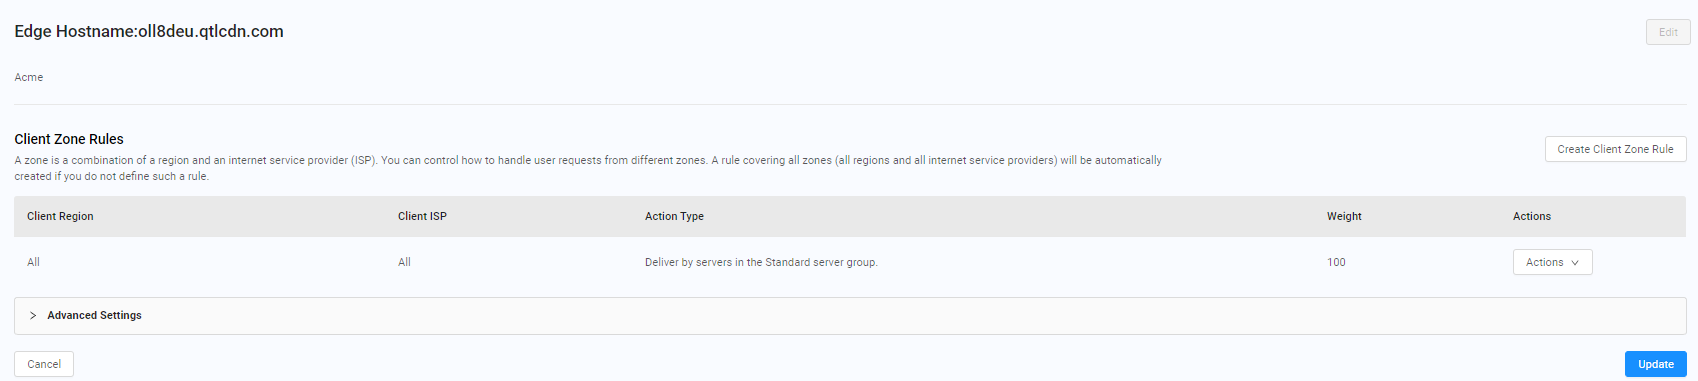 Edge Hostname:oll8deu.qtlcdn.com
Edit
Acme
Client Zone Rules
A zone is a combination of a region and an internet service provider (ISP). You can control how to handle user requests from different zones. A rule covering all zones (all regions and all internet service providers) will be automatically
created if you do not define such a rule.
Create Client Zone Rule
Client Region Client ISP Action Type Weight Actions
All All Deliver by servers in the Standard server group. 100 Actions
Advanced Settings
Cancel Update